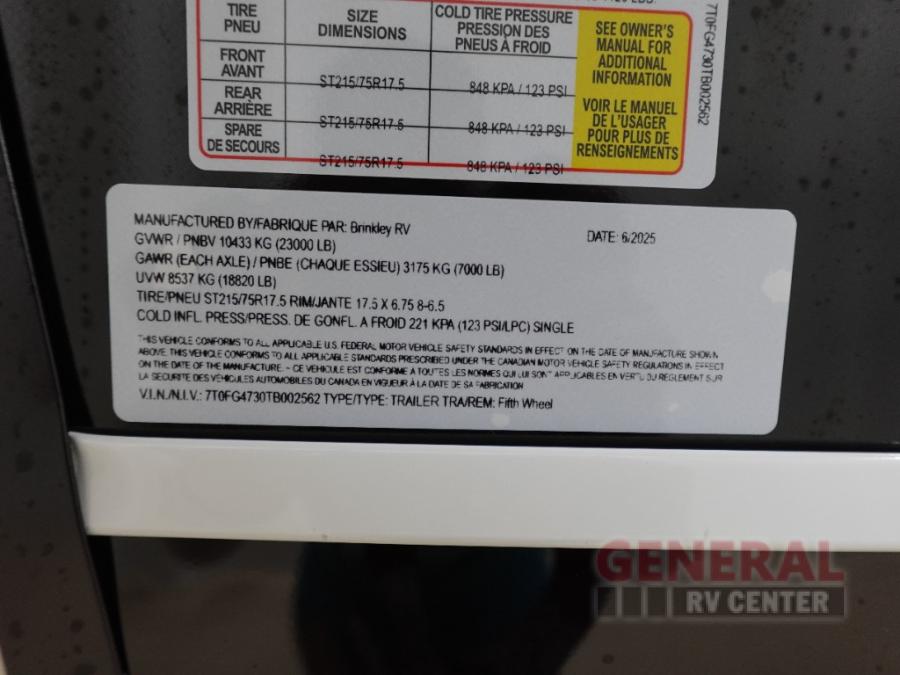 TIRE SIZE COLD TIRE PRESSURE SEE OWNER'S
PNEU DIMENSIONS PRESSION DES MANUAL FOR
PNEUS À FROID ADDITIONAL
INFORMATION
FRONT
AVANT ST215/75R17.5 848 KPA / 123 PSI
REAR VOIR LE MANUEL
ARRIÈRE ST215/75R17.5 848 KPA / 123 PSI DE L'USAGER
SPARE POUR PLUS DE
DE SECOURS ST215/75R17.5 848 KPA / 123 PSI RENSEIGNEMENTS
7T0FG4730TB002562
MANUFACTURED BY/FABRIQUE PAR: Brinkley RV DATE: 6/2025
GVWR / PNBV 10433 KG (23000 LB)
GAWR (EACH AXLE) / PNBE (CHAQUE ESSIEU) 3175 KG (7000 LB)
UVW 8537 KG (18820 LB)
TIRE/PNEU ST215/75R17.5 RIM/JANTE 17.5 X 6.75 8-6.5
COLD INFL. PRESS/PRESS. DE GONFL. A FROID 221 KPA (123 PSI/LPC) SINGLE
THIS VEHICLE CONFORMS TO ALL APPLICABLE U.S. FEDERAL MOTOR VEHICLE SAFETY STANDARDS IN EFFECT ON THE DATE OF MANUFACTURE SHOWN
ABOVE. THIS VEHICLE CONFORMS TO ALL APPLICABLE STANDARDS PRESCRIBED UNDER THE CANADIAN MOTOR VEHICLE SAFETY REGULATIONS IN EFFECT
ON THE DATE OF THE MANUFACTURE. - CE VEHICULE EST CONFORME A TOUTES LES NORMES QUI LUI SONT APPLICABLES EN VERTU DU REGLEMENT SUR
LA SECURITE DES VEHICULES AUTOMOBILES DU CANADA EN VIGUEUR À LA DATE DE SA FABRICATION
V.I.N./N.I.V.: 7T0FG4730TB002562 TYPE/TYPE: TRAILER TRA/REM: Fifth Wheel
GENERAL
RV CENTER